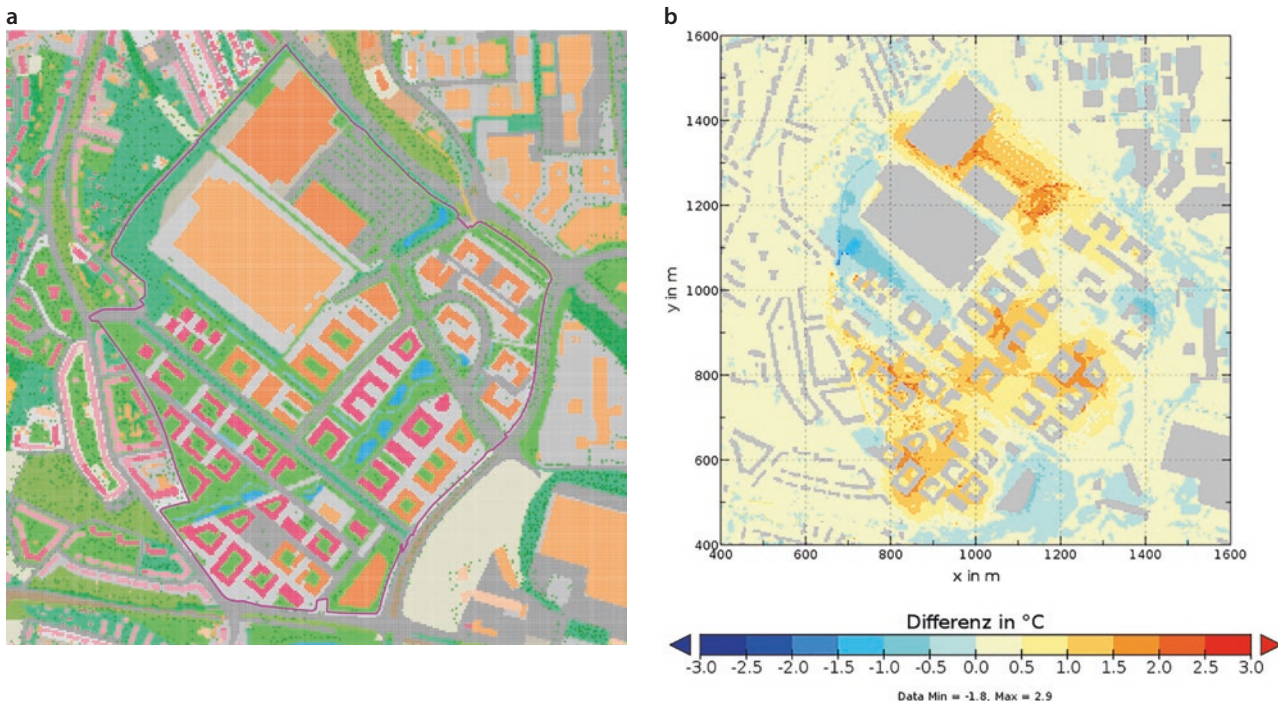 a
b
1600
1400
1200
1000
800
600
400
y in m
400 600 800 1000 1200 1400 1600
x in m
Differenz in °C
-3.0 -2.5 -2.0 -1.5 -1.0 -0.5 0.0 0.5 1.0 1.5 2.0 2.5 3.0
Data Min = -1.8, Max = 2.9